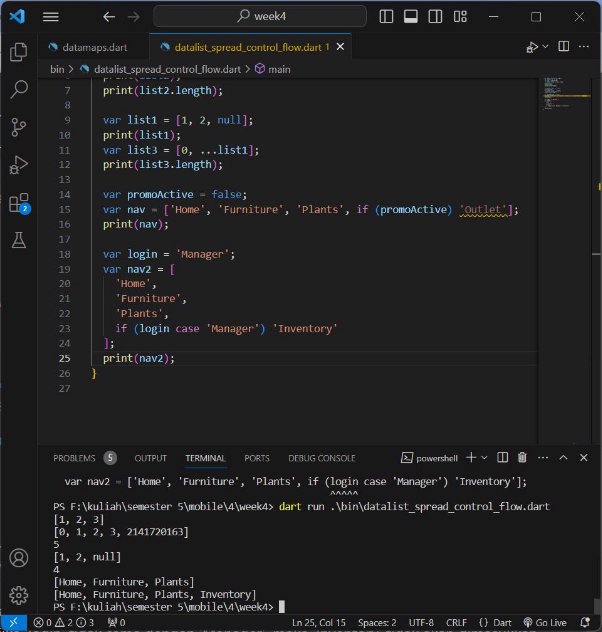 week4
datamaps.dart
datalist_spread_control_flow.dart 1
bin > datalist_spread_control_flow.dart > main
7 print(list2.length);
8
9 var list1 = [1, 2, null];
10 print(list1);
11 var list3 = [0, ...list1];
12 print(list3.length);
13
14 var promoActive = false;
15 var nav = ['Home', 'Furniture', 'Plants', if (promoActive) 'Outlet'];
16 print(nav);
17
18 var login = 'Manager';
19 var nav2 = [
20 'Home',
21 'Furniture',
22 'Plants',
23 if (login case 'Manager') 'Inventory'
24 ];
25 print(nav2);
26 }
27
2
PROBLEMS 5 OUTPUT TERMINAL PORTS DEBUG CONSOLE powershell
var nav2 = ['Home', 'Furniture', 'Plants', if (login case 'Manager') 'Inventory'];
^^^^^
PS F:\kuliah\semester 5\mobile\4\week4> dart run .\bin\datalist_spread_control_flow.dart
[1, 2, 3]
[0, 1, 2, 3, 2141720163]
5
[1, 2, null]
4
[Home, Furniture, Plants]
[Home, Furniture, Plants, Inventory]
PS F:\kuliah\semester 5\mobile\4\week4>
0 2 3 0 Ln 25, Col 15 Spaces: 2 UTF-8 CRLF {} Dart Go Live